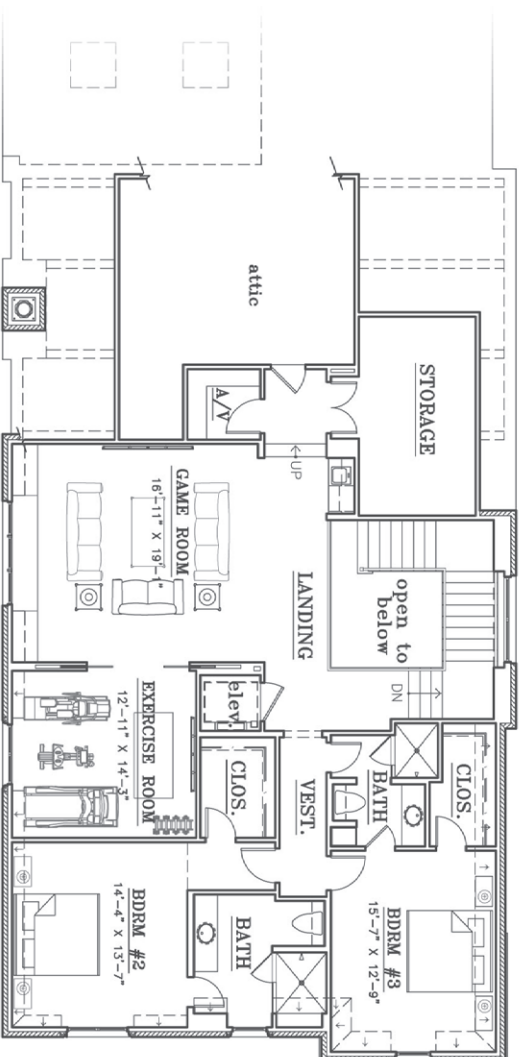 attic
STORAGE
A/V
UP
GAME ROOM
16'-11" X 19'-1"
LANDING
open to
below
DN
elev.
EXERCISE ROOM
12'-11" X 14'-3"
CLOS.
VEST.
BATH
CLOS.
BDRM #2
14'-4" X 13'-7"
BATH
BDRM #3
15'-7" X 12'-9"